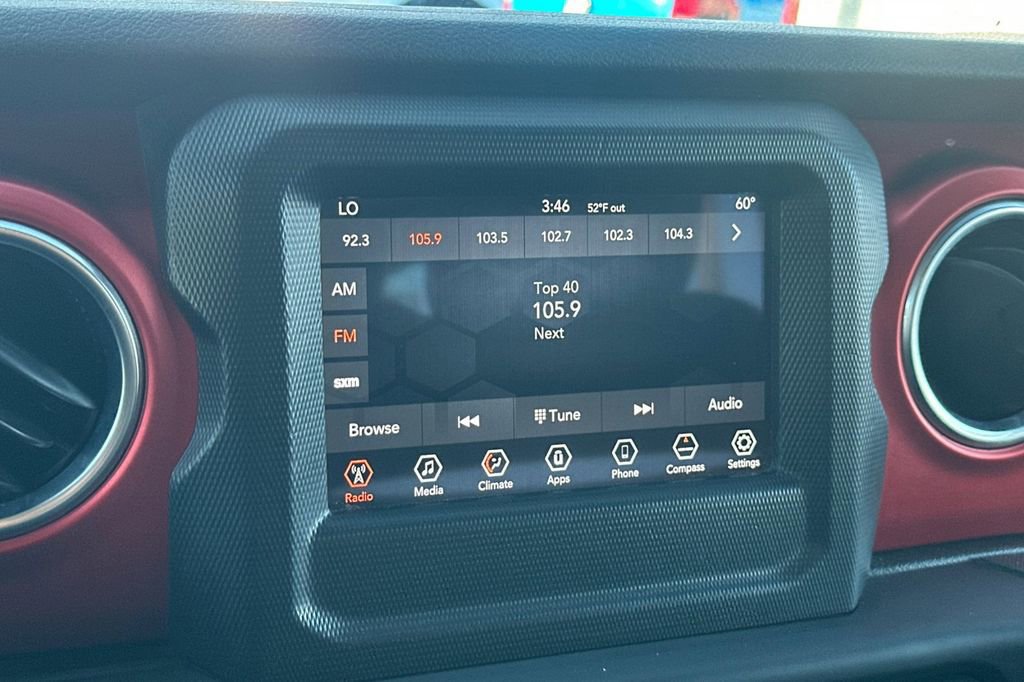 LO 3:46 52°F out 60°
92.3 105.9 103.5 102.7 102.3 104.3
AM
Top 40
105.9
FM
Next
sxm
Browse Tune Audio
Radio Media Climate Apps Phone Compass Settings